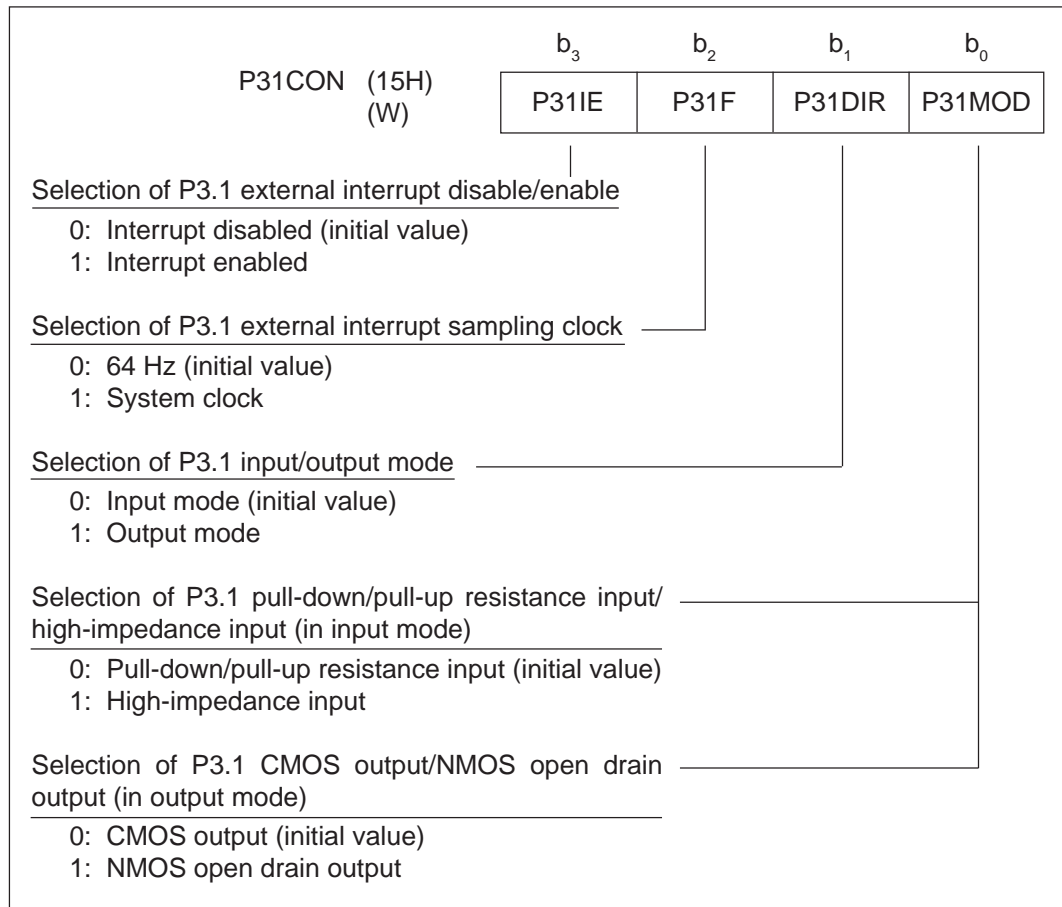 b3 b2 b1 b0
P31CON (15H)
(W)
P31IE P31F P31DIR P31MOD
Selection of P3.1 external interrupt disable/enable
0: Interrupt disabled (initial value)
1: Interrupt enabled
Selection of P3.1 external interrupt sampling clock
0: 64 Hz (initial value)
1: System clock
Selection of P3.1 input/output mode
0: Input mode (initial value)
1: Output mode
Selection of P3.1 pull-down/pull-up resistance input/
high-impedance input (in input mode)
0: Pull-down/pull-up resistance input (initial value)
1: High-impedance input
Selection of P3.1 CMOS output/NMOS open drain
output (in output mode)
0: CMOS output (initial value)
1: NMOS open drain output